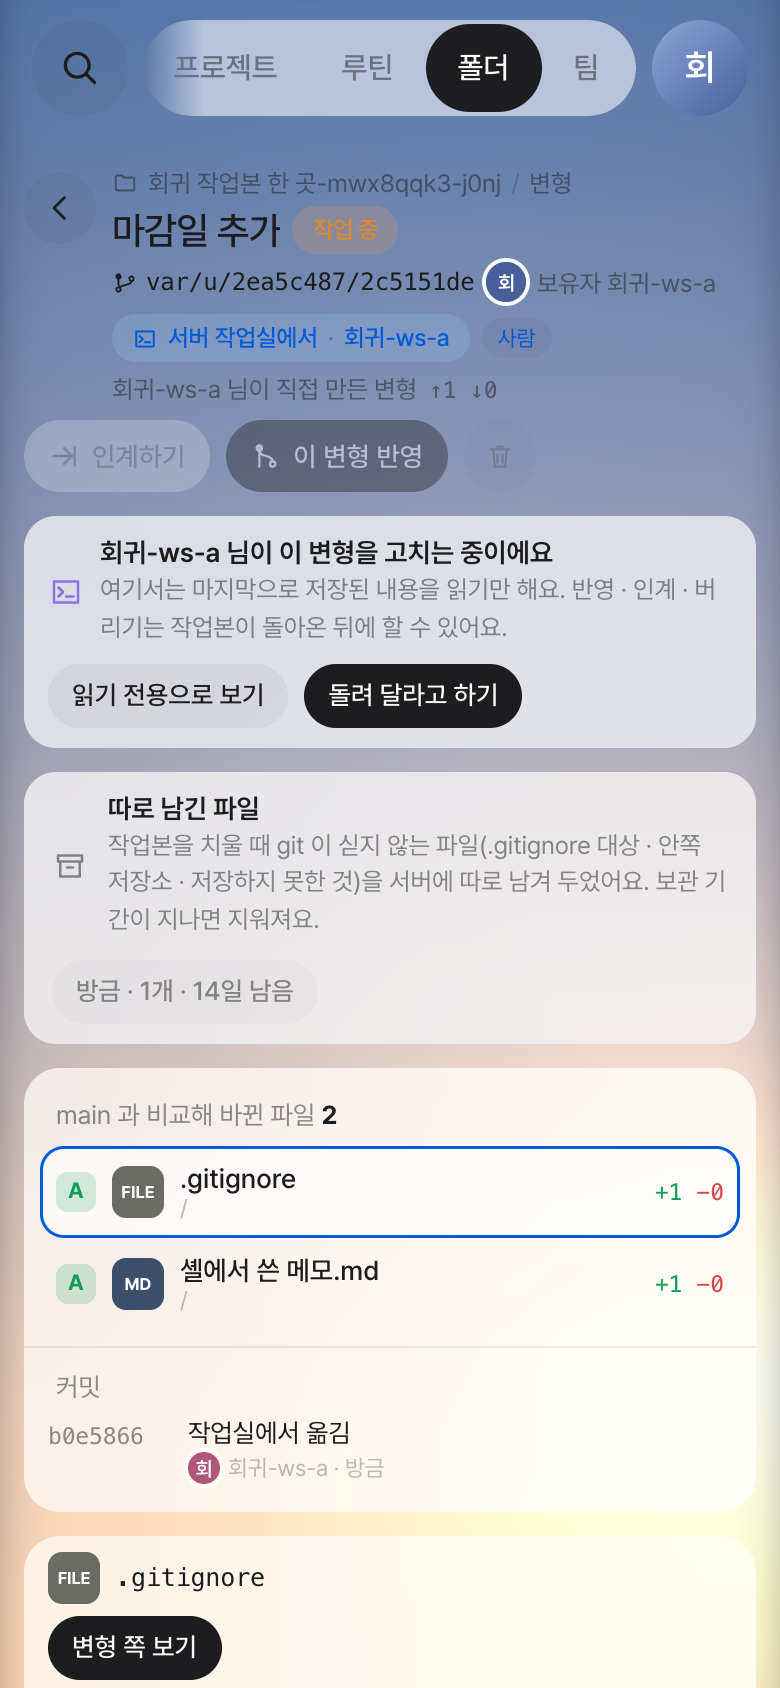 프로젝트 루틴 폴더 팀 회
회귀 작업본 한 곳-mwx8qqk3-j0nj / 변형
마감일 추가 작업 중
var/u/2ea5c487/2c5151de 회 보유자 회귀-ws-a
서버 작업실에서 · 회귀-ws-a 사람
회귀-ws-a 님이 직접 만든 변형 ↑1 ↓0
인계하기 이 변형 반영
회귀-ws-a 님이 이 변형을 고치는 중이에요
여기서는 마지막으로 저장된 내용을 읽기만 해요. 반영 · 인계 · 버
리기는 작업본이 돌아온 뒤에 할 수 있어요.
읽기 전용으로 보기 돌려 달라고 하기
따로 남긴 파일
작업본을 치울 때 git 이 싣지 않는 파일(.gitignore 대상 · 안쪽
저장소 · 저장하지 못한 것)을 서버에 따로 남겨 두었어요. 보관 기
간이 지나면 지워져요.
방금 · 1개 · 14일 남음
main 과 비교해 바뀐 파일 2
A FILE .gitignore +1 −0
/
A MD 셸에서 쓴 메모.md +1 −0
/
커밋
b0e5866 작업실에서 옮김
회 회귀-ws-a · 방금
FILE .gitignore
변형 쪽 보기